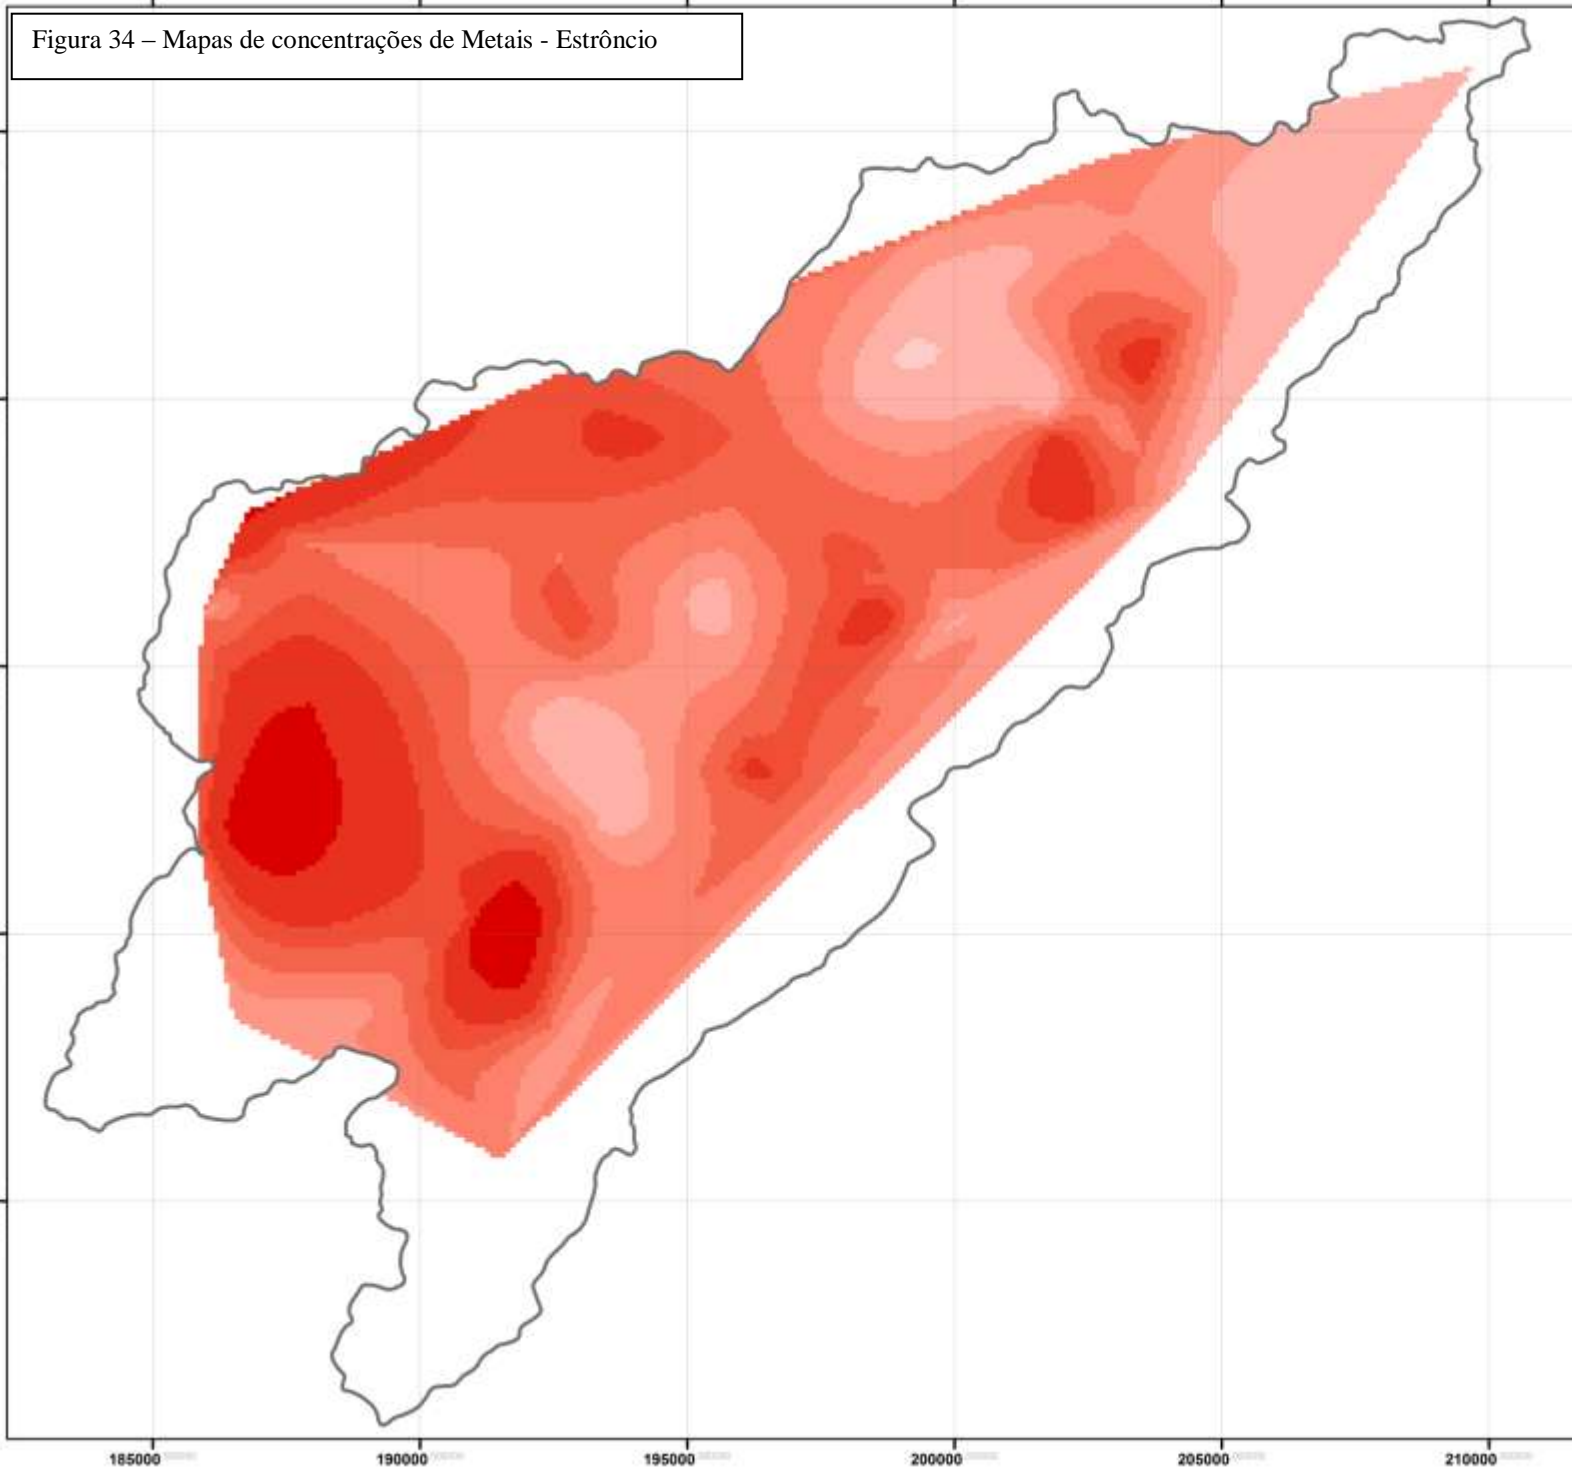 Figura 34 – Mapas de concentrações de Metais - Estrôncio
185000 190000 195000 200000 205000 210000